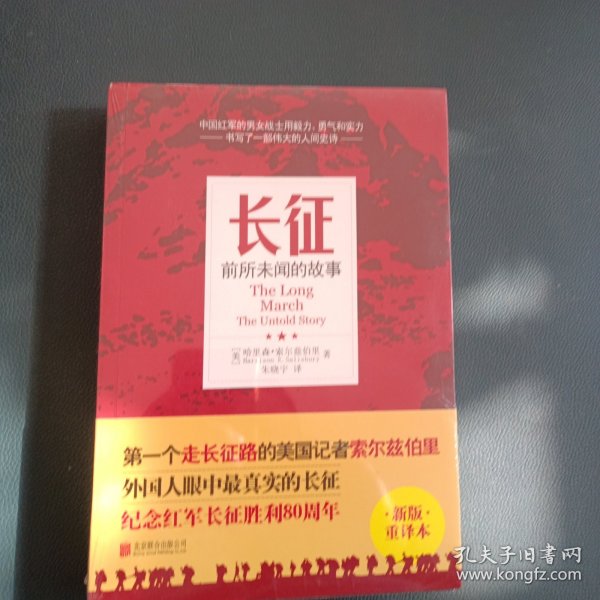 中国红军的男女战士用毅力、勇气和实力
书写了一部伟大的人间史诗
长征
前所未闻的故事
The Long
March
The Untold Story
[美]哈里森·索尔兹伯里 著
Harrison E. Salisbury
朱晓宇 译
第一个走长征路的美国记者索尔兹伯里
外国人眼中最真实的长征
纪念红军长征胜利80周年
·新版·
重译本
北京联合出版公司
孔夫子旧书网
www.kongfz.com